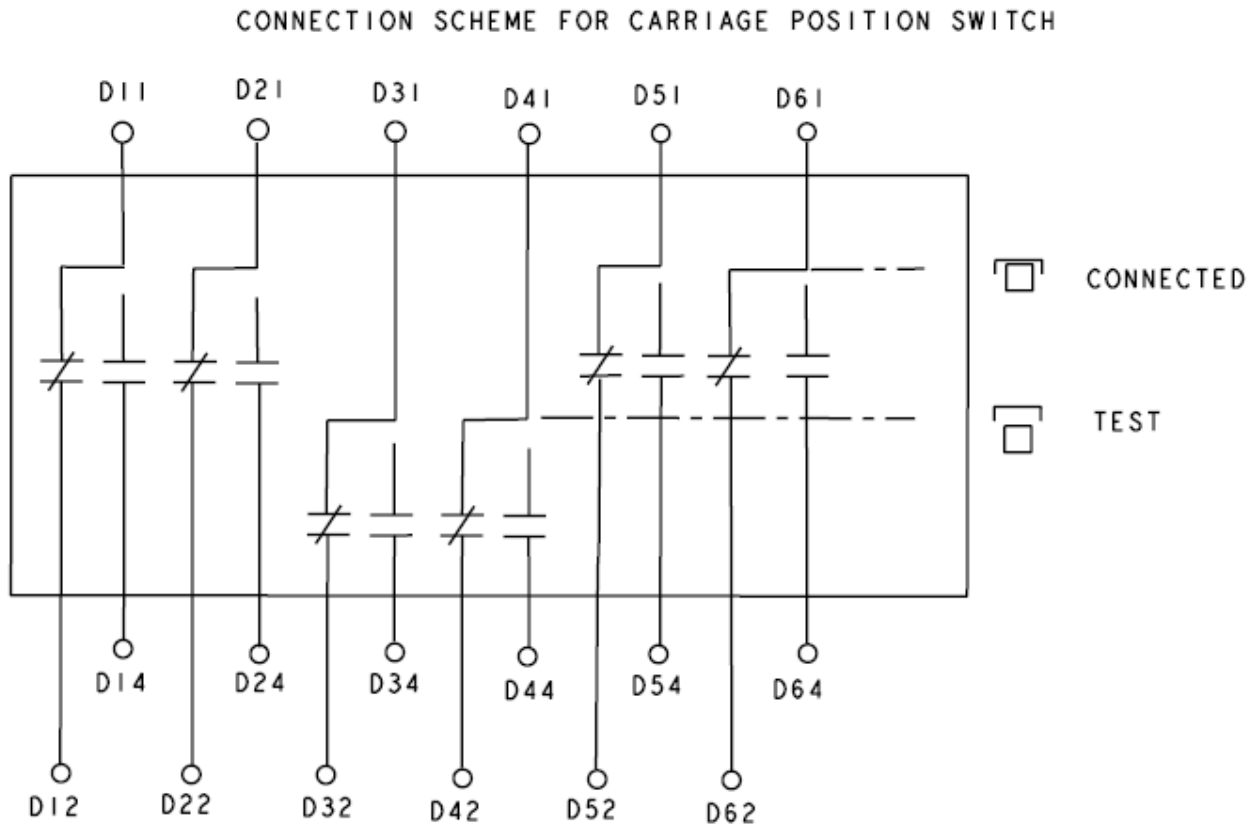 CONNECTION SCHEME FOR CARRIAGE POSITION SWITCH
D11 D21 D31 D41 D51 D61
CONNECTED
TEST
D14 D24 D34 D44 D54 D64
D12 D22 D32 D42 D52 D62